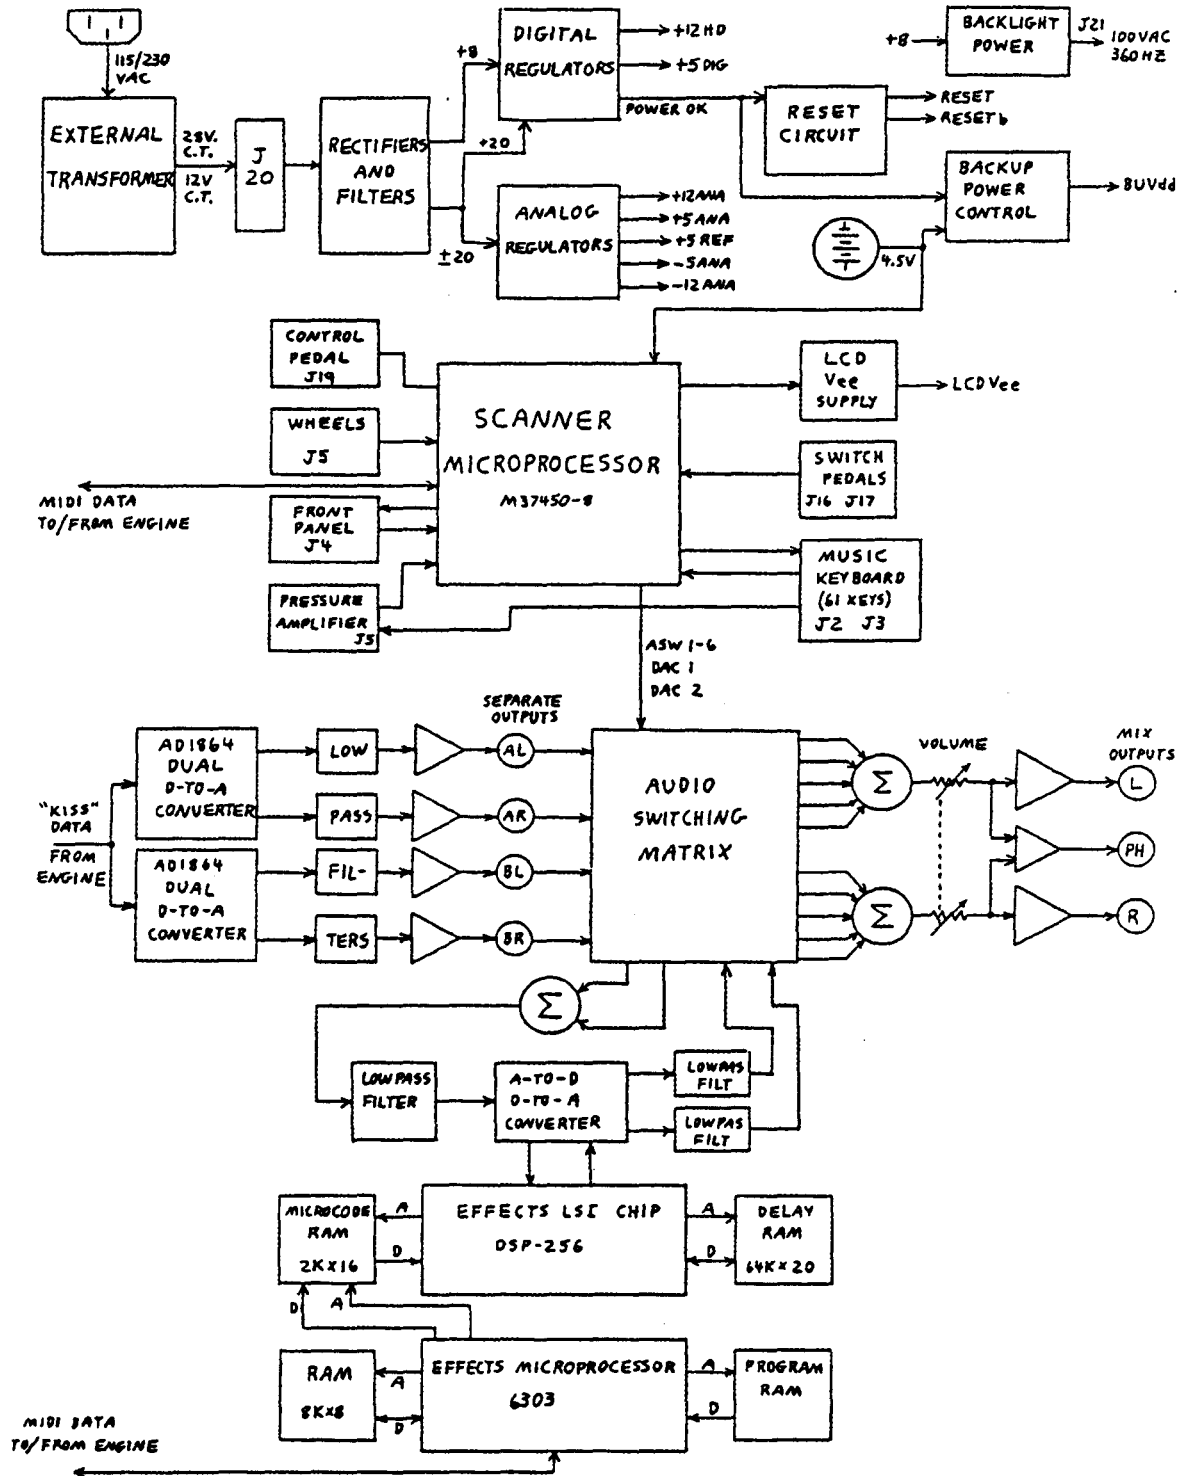 115/230
VAC
EXTERNAL
TRANSFORMER
28V.
C.T.
12V
C.T.
J
20
RECTIFIERS
AND
FILTERS
+8
+20
±20
DIGITAL
REGULATORS
+12HD
+5DIG
POWER OK
ANALOG
REGULATORS
+12ANA
+5ANA
+5REF
-5ANA
-12ANA
RESET
CIRCUIT
RESET
RESETb
+8
BACKLIGHT
POWER
J21
100VAC
360HZ
BACKUP
POWER
CONTROL
BUVdd
4.5V
CONTROL
PEDAL
J19
WHEELS
J5
MIDI DATA
TO/FROM ENGINE
FRONT
PANEL
J4
PRESSURE
AMPLIFIER
J5
SCANNER
MICROPROCESSOR
M37450-8
LCD
Vee
SUPPLY
LCDVee
SWITCH
PEDALS
J16 J17
MUSIC
KEYBOARD
(61 KEYS)
J2 J3
ASW1-6
DAC 1
DAC 2
"KISS"
DATA
FROM
ENGINE
AD1864
DUAL
D-TO-A
CONVERTER
AD1864
DUAL
D-TO-A
CONVERTER
LOW
PASS
FIL-
TERS
SEPARATE
OUTPUTS
AL
AR
BL
BR
AUDIO
SWITCHING
MATRIX
Σ
Σ
VOLUME
MIX
OUTPUTS
L
PH
R
Σ
LOWPASS
FILTER
A-TO-D
D-TO-A
CONVERTER
LOWPAS
FILT
LOWPAS
FILT
MICROCODE
RAM
2KX16
A
D
EFFECTS LSI CHIP
DSP-256
A
D
DELAY
RAM
64K×20
D
A
RAM
8KX8
A
D
EFFECTS MICROPROCESSOR
6303
A
D
PROGRAM
RAM
MIDI DATA
TO/FROM ENGINE